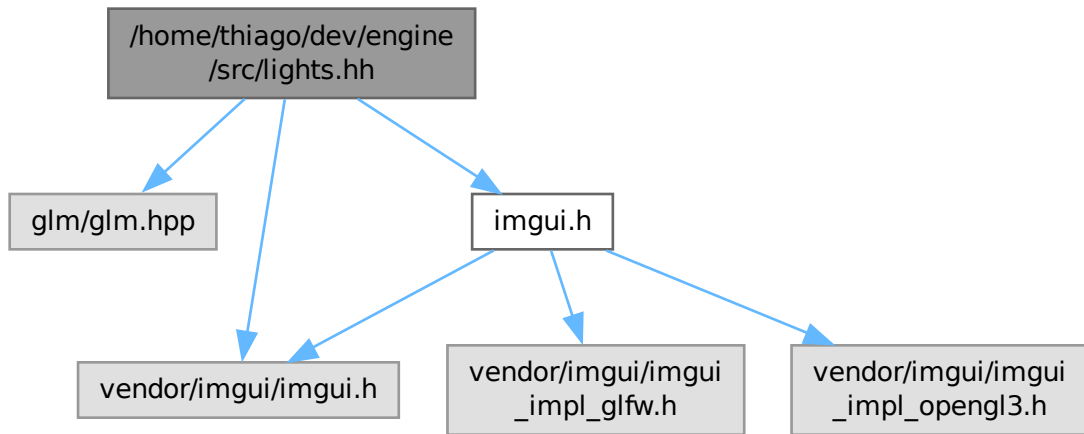 /home/thiago/dev/engine
/src/lights.hh
glm/glm.hpp
imgui.h
vendor/imgui/imgui.h
vendor/imgui/imgui
_impl_glfw.h
vendor/imgui/imgui
_impl_opengl3.h